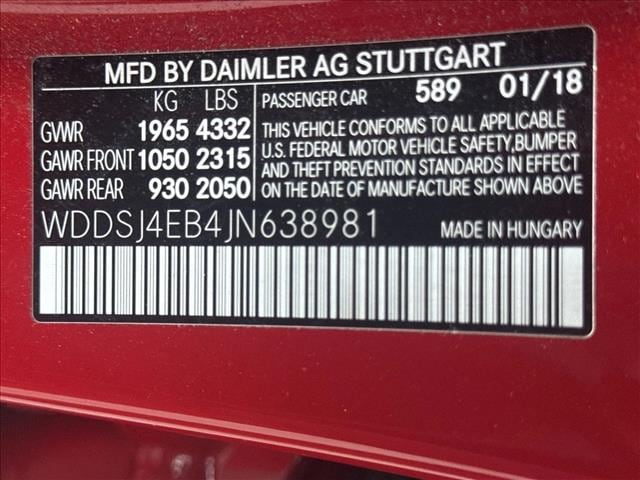 MFD BY DAIMLER AG STUTTGART
KG LBS
GWR 1965 4332
GAWR FRONT 1050 2315
GAWR REAR 930 2050
PASSENGER CAR 589 01/18
THIS VEHICLE CONFORMS TO ALL APPLICABLE
U.S. FEDERAL MOTOR VEHICLE SAFETY,BUMPER
AND THEFT PREVENTION STANDARDS IN EFFECT
ON THE DATE OF MANUFACTURE SHOWN ABOVE
WDDSJ4EB4JN638981
MADE IN HUNGARY